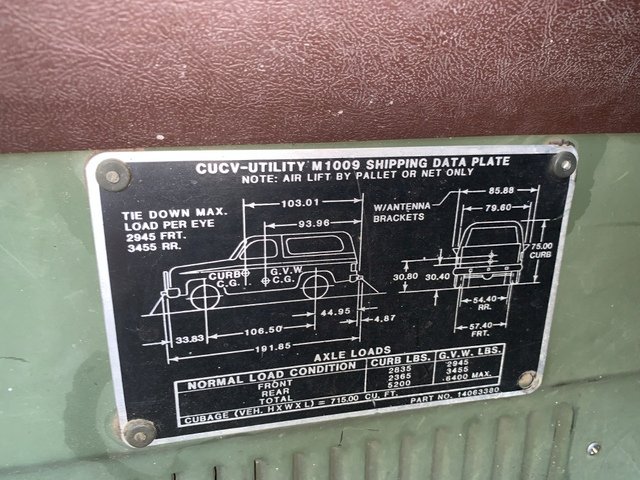 CUCV-UTILITY M1009 SHIPPING DATA PLATE
NOTE: AIR LIFT BY PALLET OR NET ONLY
TIE DOWN MAX.
LOAD PER EYE
2945 FRT.
3455 RR.
103.01
93.96
CURB
C.G.
G.V.W
C.G.
44.95
4.87
33.83
106.50
191.85
W/ANTENNA
BRACKETS
85.88
79.60
75.00
CURB
30.80
30.40
54.40
RR.
57.40
FRT.
AXLE LOADS
NORMAL LOAD CONDITION CURB LBS. G.V.W. LBS.
FRONT 2835 2945
REAR 2365 3455
TOTAL 5200 6400 MAX.
CUBAGE (VEH. HXWXL) = 715.00 CU. FT. PART NO. 14063380